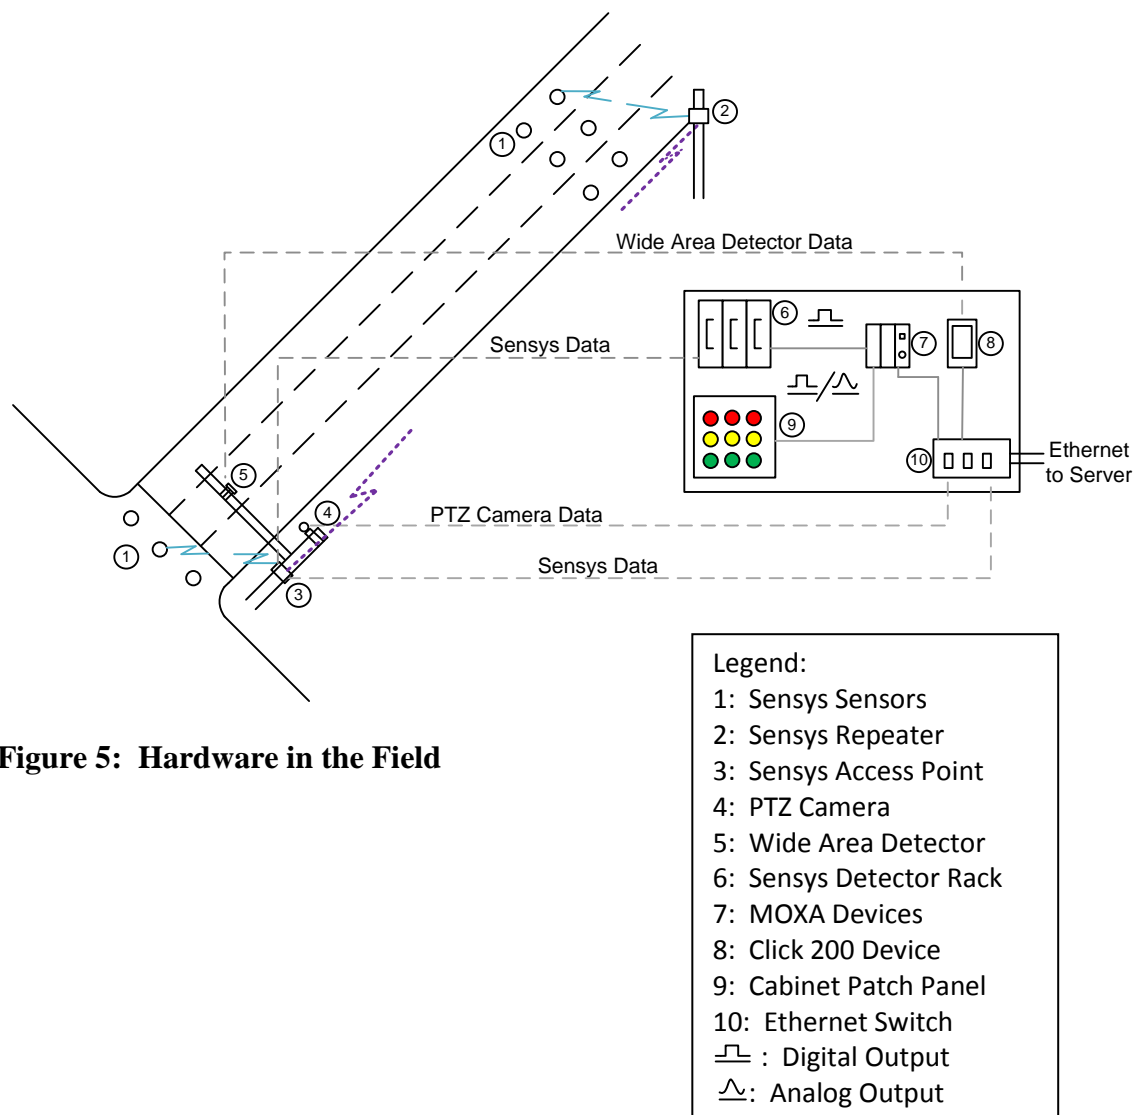 2
1
Wide Area Detector Data
6
7
8
Sensys Data
9
10
Ethernet
to Server
5
4
PTZ Camera Data
1
Sensys Data
3
Figure 5: Hardware in the Field
Legend:
1: Sensys Sensors
2: Sensys Repeater
3: Sensys Access Point
4: PTZ Camera
5: Wide Area Detector
6: Sensys Detector Rack
7: MOXA Devices
8: Click 200 Device
9: Cabinet Patch Panel
10: Ethernet Switch
: Digital Output
: Analog Output